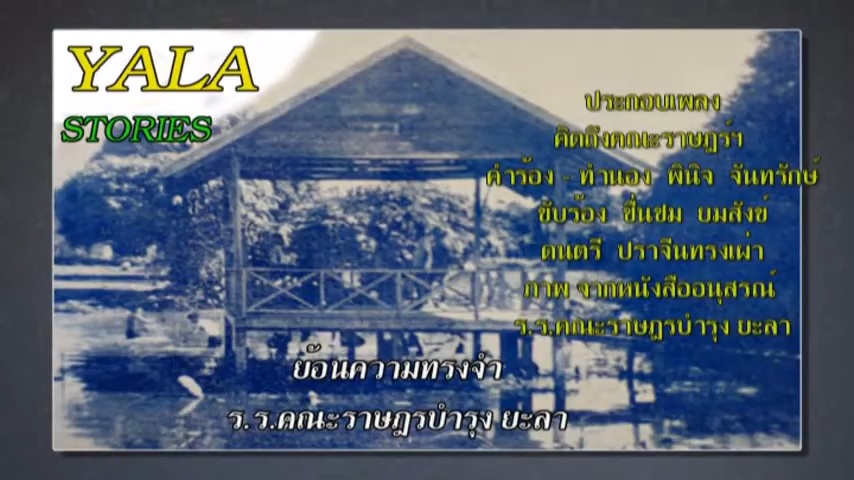 YALA
STORIES
ประกอบเพลง
คิดถึงคณะราษฎร์ฯ
คำร้อง - ทำนอง พินิจ จันทรักษ์
ขับร้อง ชื่นชม บมสังข์
ดนตรี ปราจีนทรงเผ่า
ภาพ จากหนังสืออนุสรณ์
ร.ร.คณะราษฎรบำรุง ยะลา
ย้อนความทรงจำ
ร.ร.คณะราษฎรบำรุง ยะลา